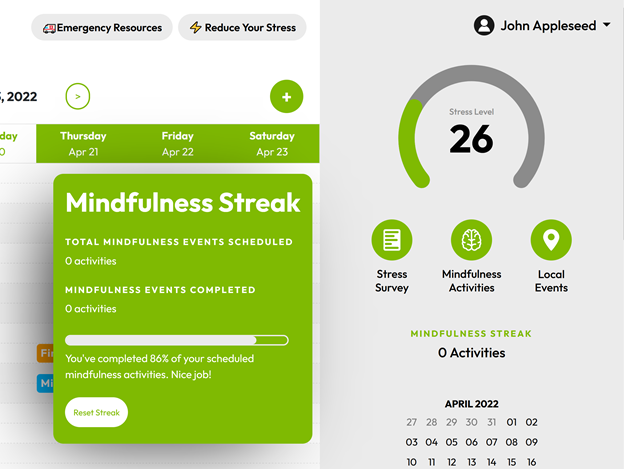 Emergency Resources
Reduce Your Stress
John Appleseed
, 2022
>
+
day
Thursday
Friday
Saturday
0
Apr 21
Apr 22
Apr 23
Mindfulness Streak
TOTAL MINDFULNESS EVENTS SCHEDULED
0 activities
MINDFULNESS EVENTS COMPLETED
0 activities
You've completed 86% of your scheduled
mindfulness activities. Nice job!
Reset Streak
Fi
Mi
Stress Level
26
Stress
Survey
Mindfulness
Activities
Local
Events
MINDFULNESS STREAK
0 Activities
APRIL 2022
27 28 29 30 31 01 02
03 04 05 06 07 08 09
10 11 12 13 14 15 16